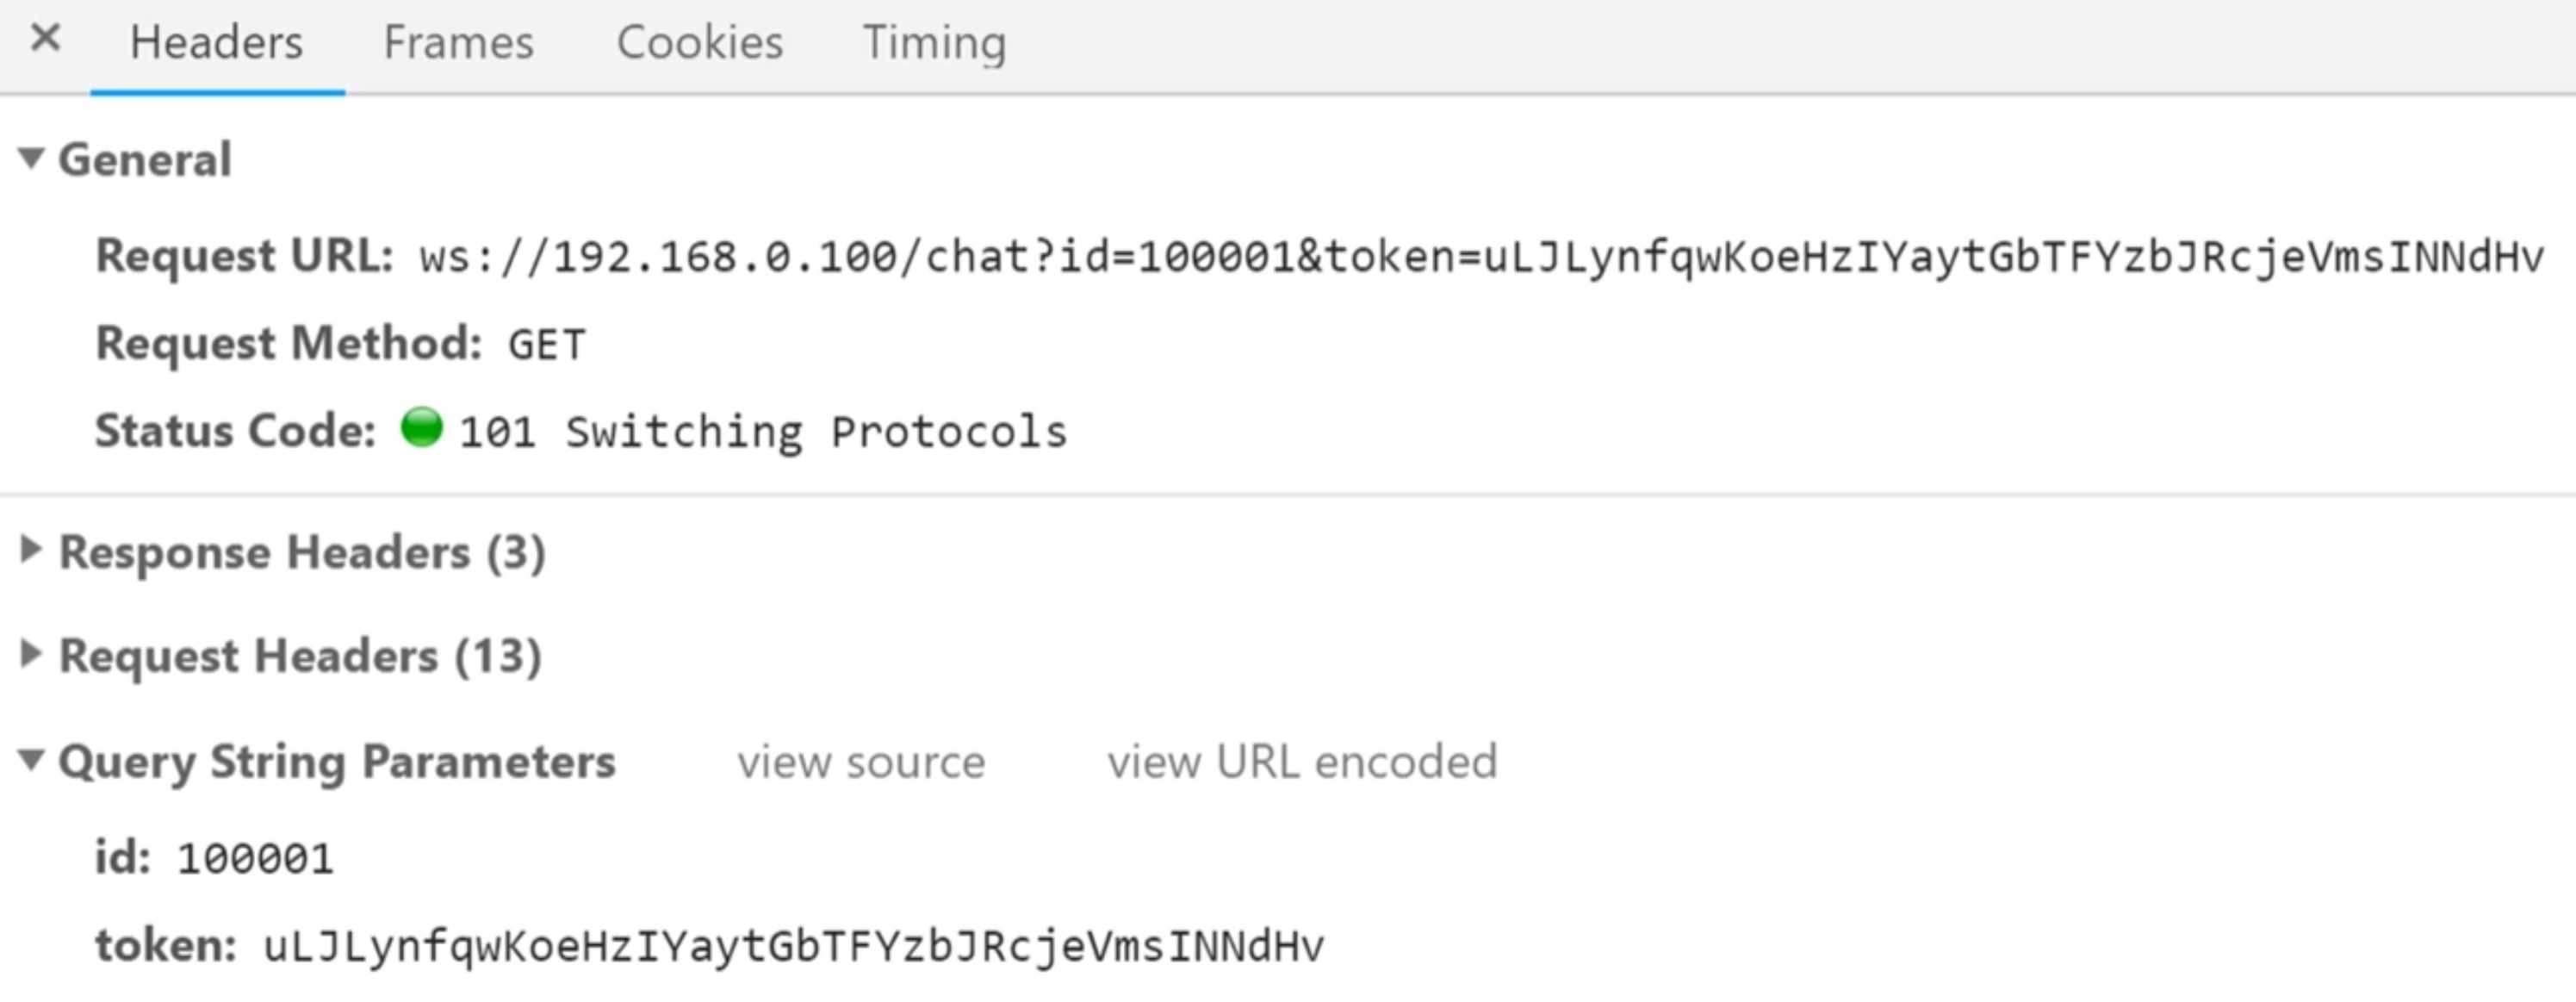 × Headers Frames Cookies Timing
▼ General
Request URL: ws://192.168.0.100/chat?id=100001&token=uLJLynfqwKoeHzIYaytGbTFYzbJRcjeVmsINNdHv
Request Method: GET
Status Code: 101 Switching Protocols
▶ Response Headers (3)
▶ Request Headers (13)
▼ Query String Parameters view source view URL encoded
id: 100001
token: uLJLynfqwKoeHzIYaytGbTFYzbJRcjeVmsINNdHv